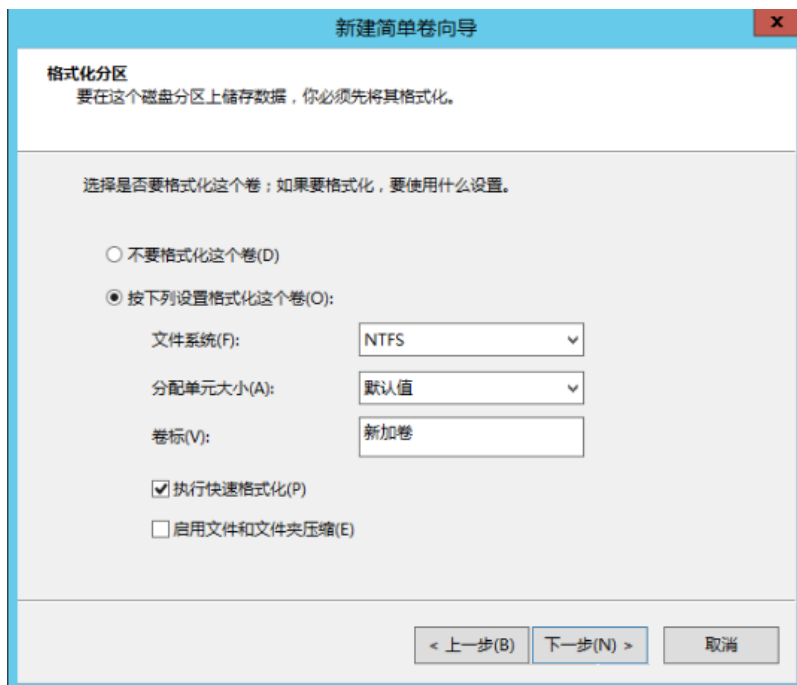 新建简单卷向导
x
格式化分区
要在这个磁盘分区上储存数据，你必须先将其格式化。
选择是否要格式化这个卷；如果要格式化，要使用什么设置。
不要格式化这个卷(D)
按下列设置格式化这个卷(O):
文件系统(F): NTFS
分配单元大小(A): 默认值
卷标(V): 新加卷
执行快速格式化(P)
启用文件和文件夹压缩(E)
< 上一步(B) 下一步(N) > 取消